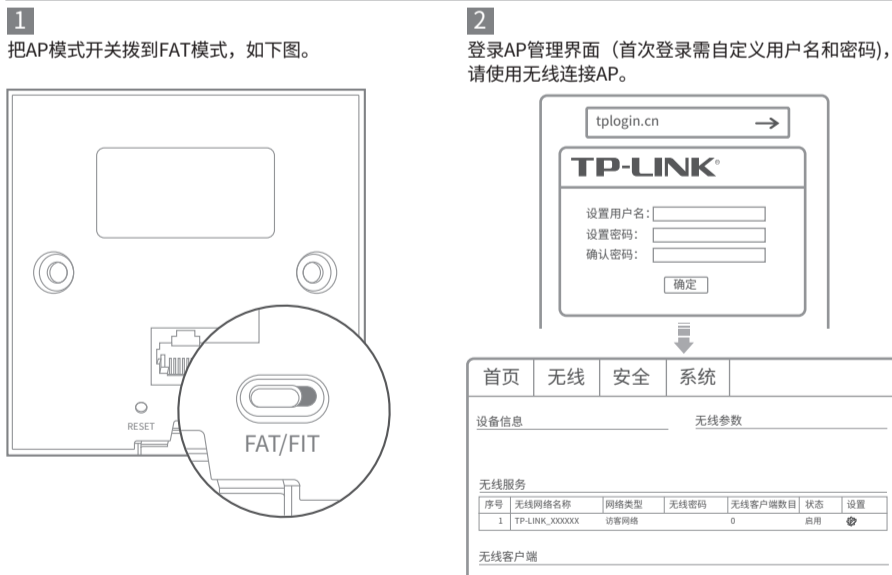 1
把AP模式开关拨到FAT模式，如下图。
RESET
FAT/FIT
2
登录AP管理界面（首次登录需自定义用户名和密码),
请使用无线连接AP。
tplogin.cn
TP-LINK®
设置用户名：
设置密码：
确认密码：
确定
首页 无线 安全 系统
设备信息 无线参数
无线服务
序号 无线网络名称 网络类型 无线密码 无线客户端数目 状态 设置
1 TP-LINK_XXXXXX 访客网络 0 启用
无线客户端